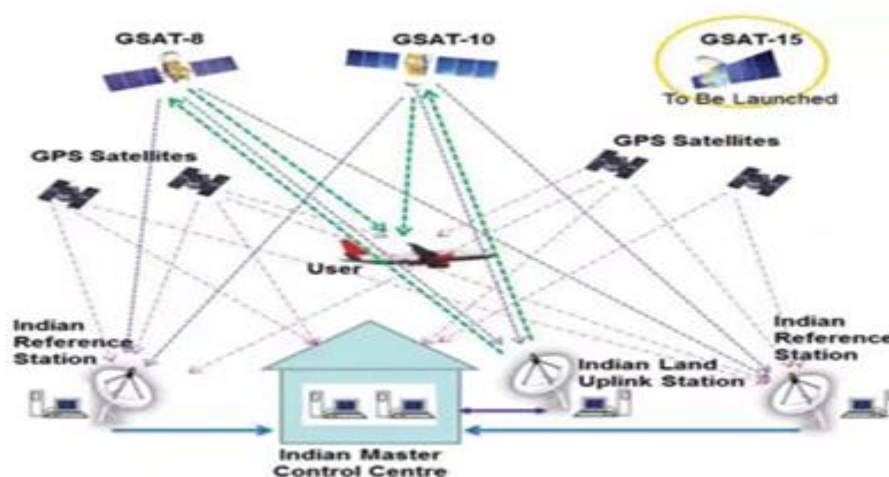 GSAT-8
GSAT-10
GSAT-15
To Be Launched
GPS Satellites
GPS Satellites
User
Indian
Reference
Station
Indian Land
Uplink Station
Indian
Reference
Station
Indian Master
Control Centre